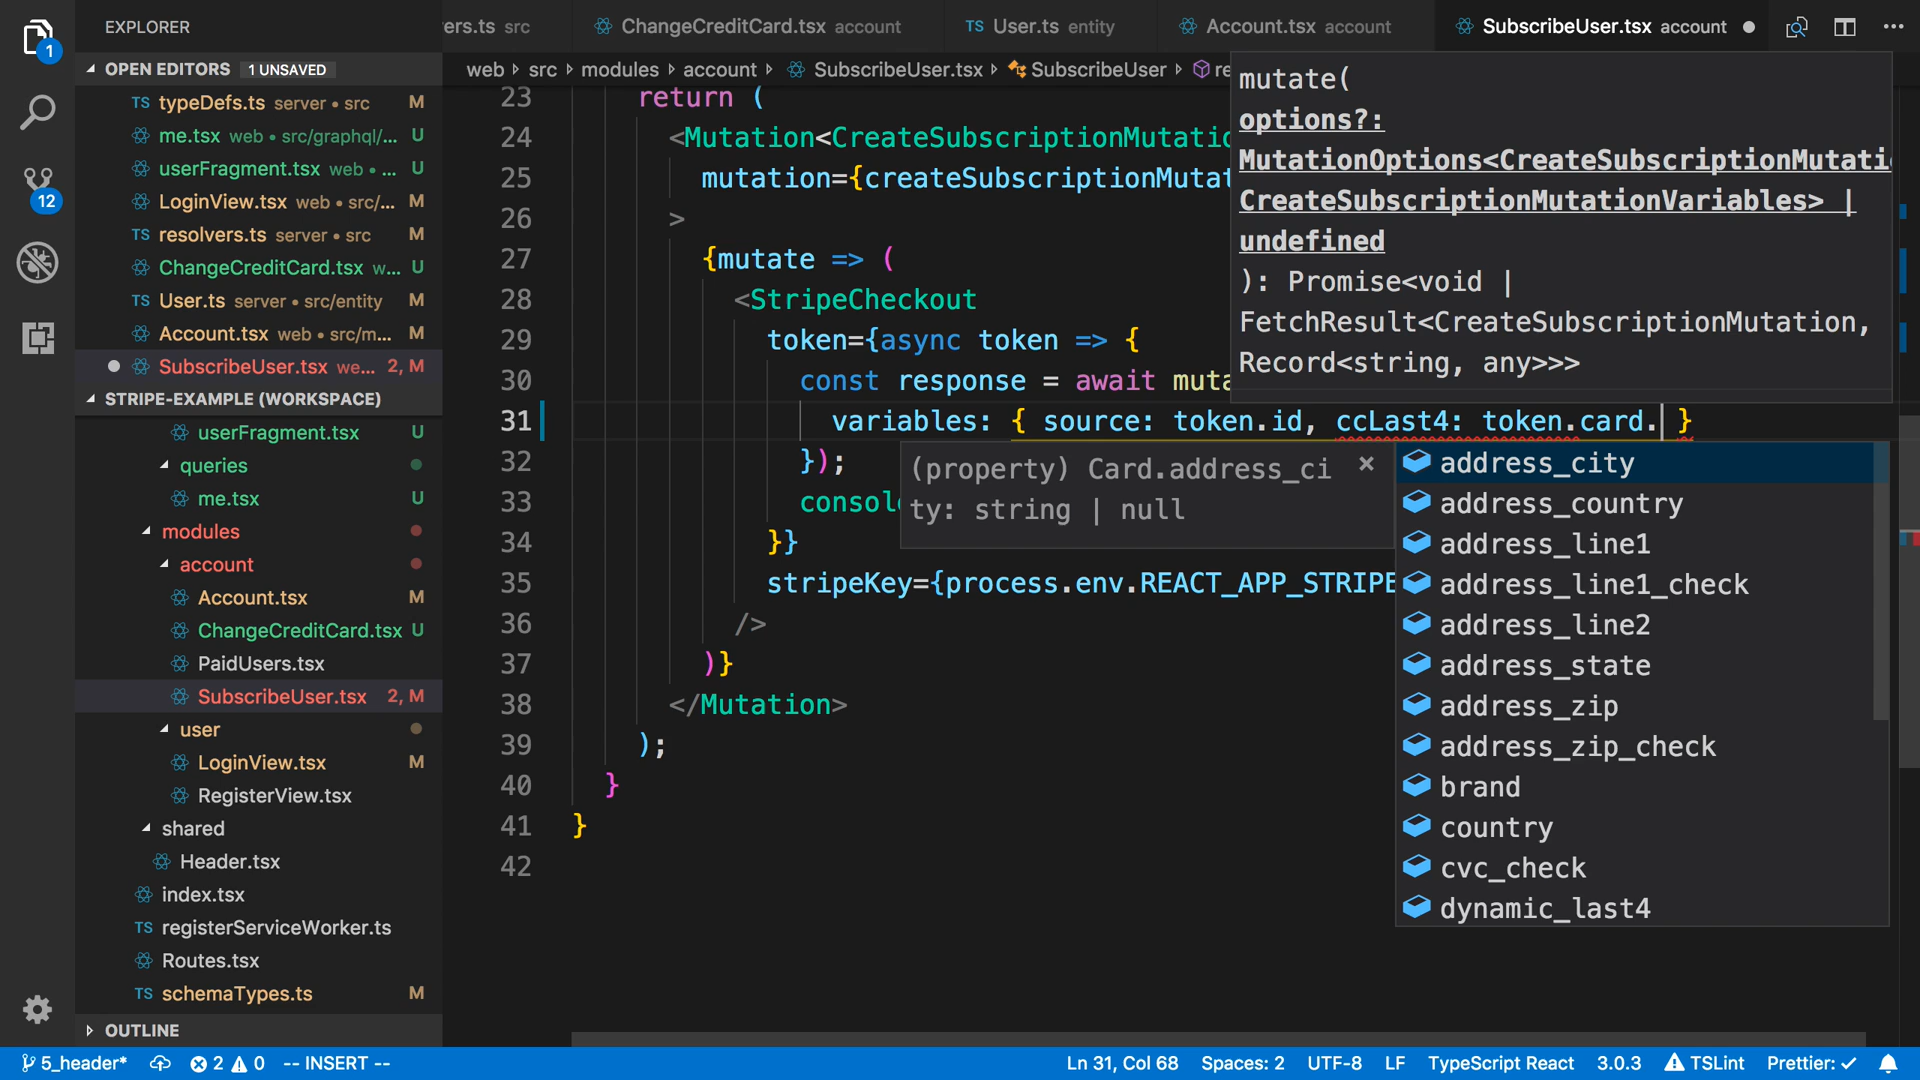 EXPLORER
ers.ts src
ChangeCreditCard.tsx account
TS User.ts entity
Account.tsx account
SubscribeUser.tsx account
1
OPEN EDITORS 1 UNSAVED
TS typeDefs.ts server • src M
me.tsx web • src/graphql/... U
userFragment.tsx web • ... U
LoginView.tsx web • src/... M
TS resolvers.ts server • src M
ChangeCreditCard.tsx w... U
TS User.ts server • src/entity M
Account.tsx web • src/m... M
SubscribeUser.tsx we... 2, M
12
STRIPE-EXAMPLE (WORKSPACE)
userFragment.tsx U
queries
me.tsx U
modules
account
Account.tsx M
ChangeCreditCard.tsx U
PaidUsers.tsx
SubscribeUser.tsx 2, M
user
LoginView.tsx M
RegisterView.tsx
shared
Header.tsx
index.tsx
TS registerServiceWorker.ts
Routes.tsx
TS schemaTypes.ts M
OUTLINE
web src modules account SubscribeUser.tsx SubscribeUser re
23 return (
24 <Mutation<CreateSubscriptionMutatio
25 mutation={createSubscriptionMutat
26 >
27 {mutate => (
28 <StripeCheckout
29 token={async token => {
30 const response = await muta
31 variables: { source: token.id, ccLast4: token.card. }
32 });
33 consol
34 }}
35 stripeKey={process.env.REACT_APP_STRIPE
36 />
37 )}
38 </Mutation>
39 );
40 }
41 }
42
mutate(
options?:
MutationOptions<CreateSubscriptionMutati
CreateSubscriptionMutationVariables> |
undefined
): Promise<void |
FetchResult<CreateSubscriptionMutation,
Record<string, any>>>
(property) Card.address_ci
ty: string | null
address_city
address_country
address_line1
address_line1_check
address_line2
address_state
address_zip
address_zip_check
brand
country
cvc_check
dynamic_last4
5_header* 2 0 -- INSERT -- Ln 31, Col 68 Spaces: 2 UTF-8 LF TypeScript React 3.0.3 TSLint Prettier: ✓